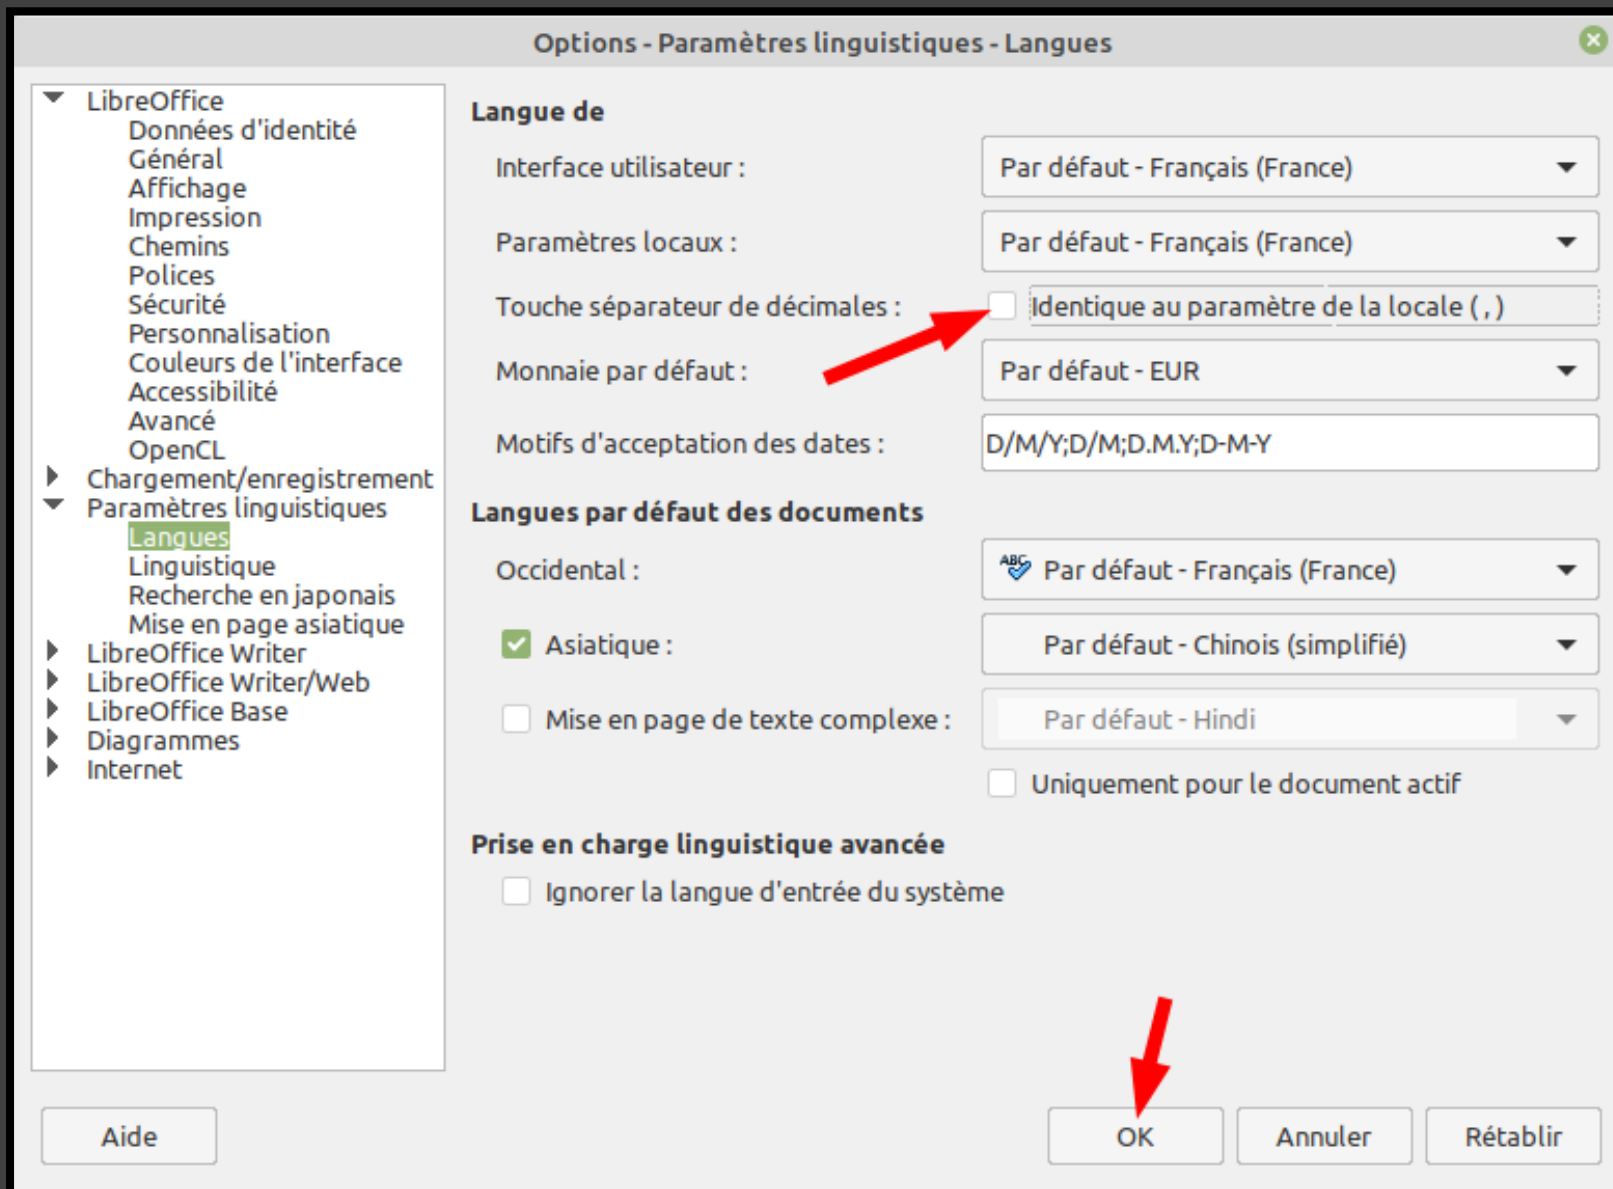 Options - Paramètres linguistiques - Langues
LibreOffice
Données d'identité
Général
Affichage
Impression
Chemins
Polices
Sécurité
Personnalisation
Couleurs de l'interface
Accessibilité
Avancé
OpenCL
Chargement/enregistrement
Paramètres linguistiques
Langues
Linguistique
Recherche en japonais
Mise en page asiatique
LibreOffice Writer
LibreOffice Writer/Web
LibreOffice Base
Diagrammes
Internet
Langue de
Interface utilisateur : Par défaut - Français (France)
Paramètres locaux : Par défaut - Français (France)
Touche séparateur de décimales : Identique au paramètre de la locale ( , )
Monnaie par défaut : Par défaut - EUR
Motifs d'acceptation des dates : D/M/Y;D/M;D.M.Y;D-M-Y
Langues par défaut des documents
Occidental : ABC Par défaut - Français (France)
Asiatique : Par défaut - Chinois (simplifié)
Mise en page de texte complexe : Par défaut - Hindi
Uniquement pour le document actif
Prise en charge linguistique avancée
Ignorer la langue d'entrée du système
Aide OK Annuler Rétablir